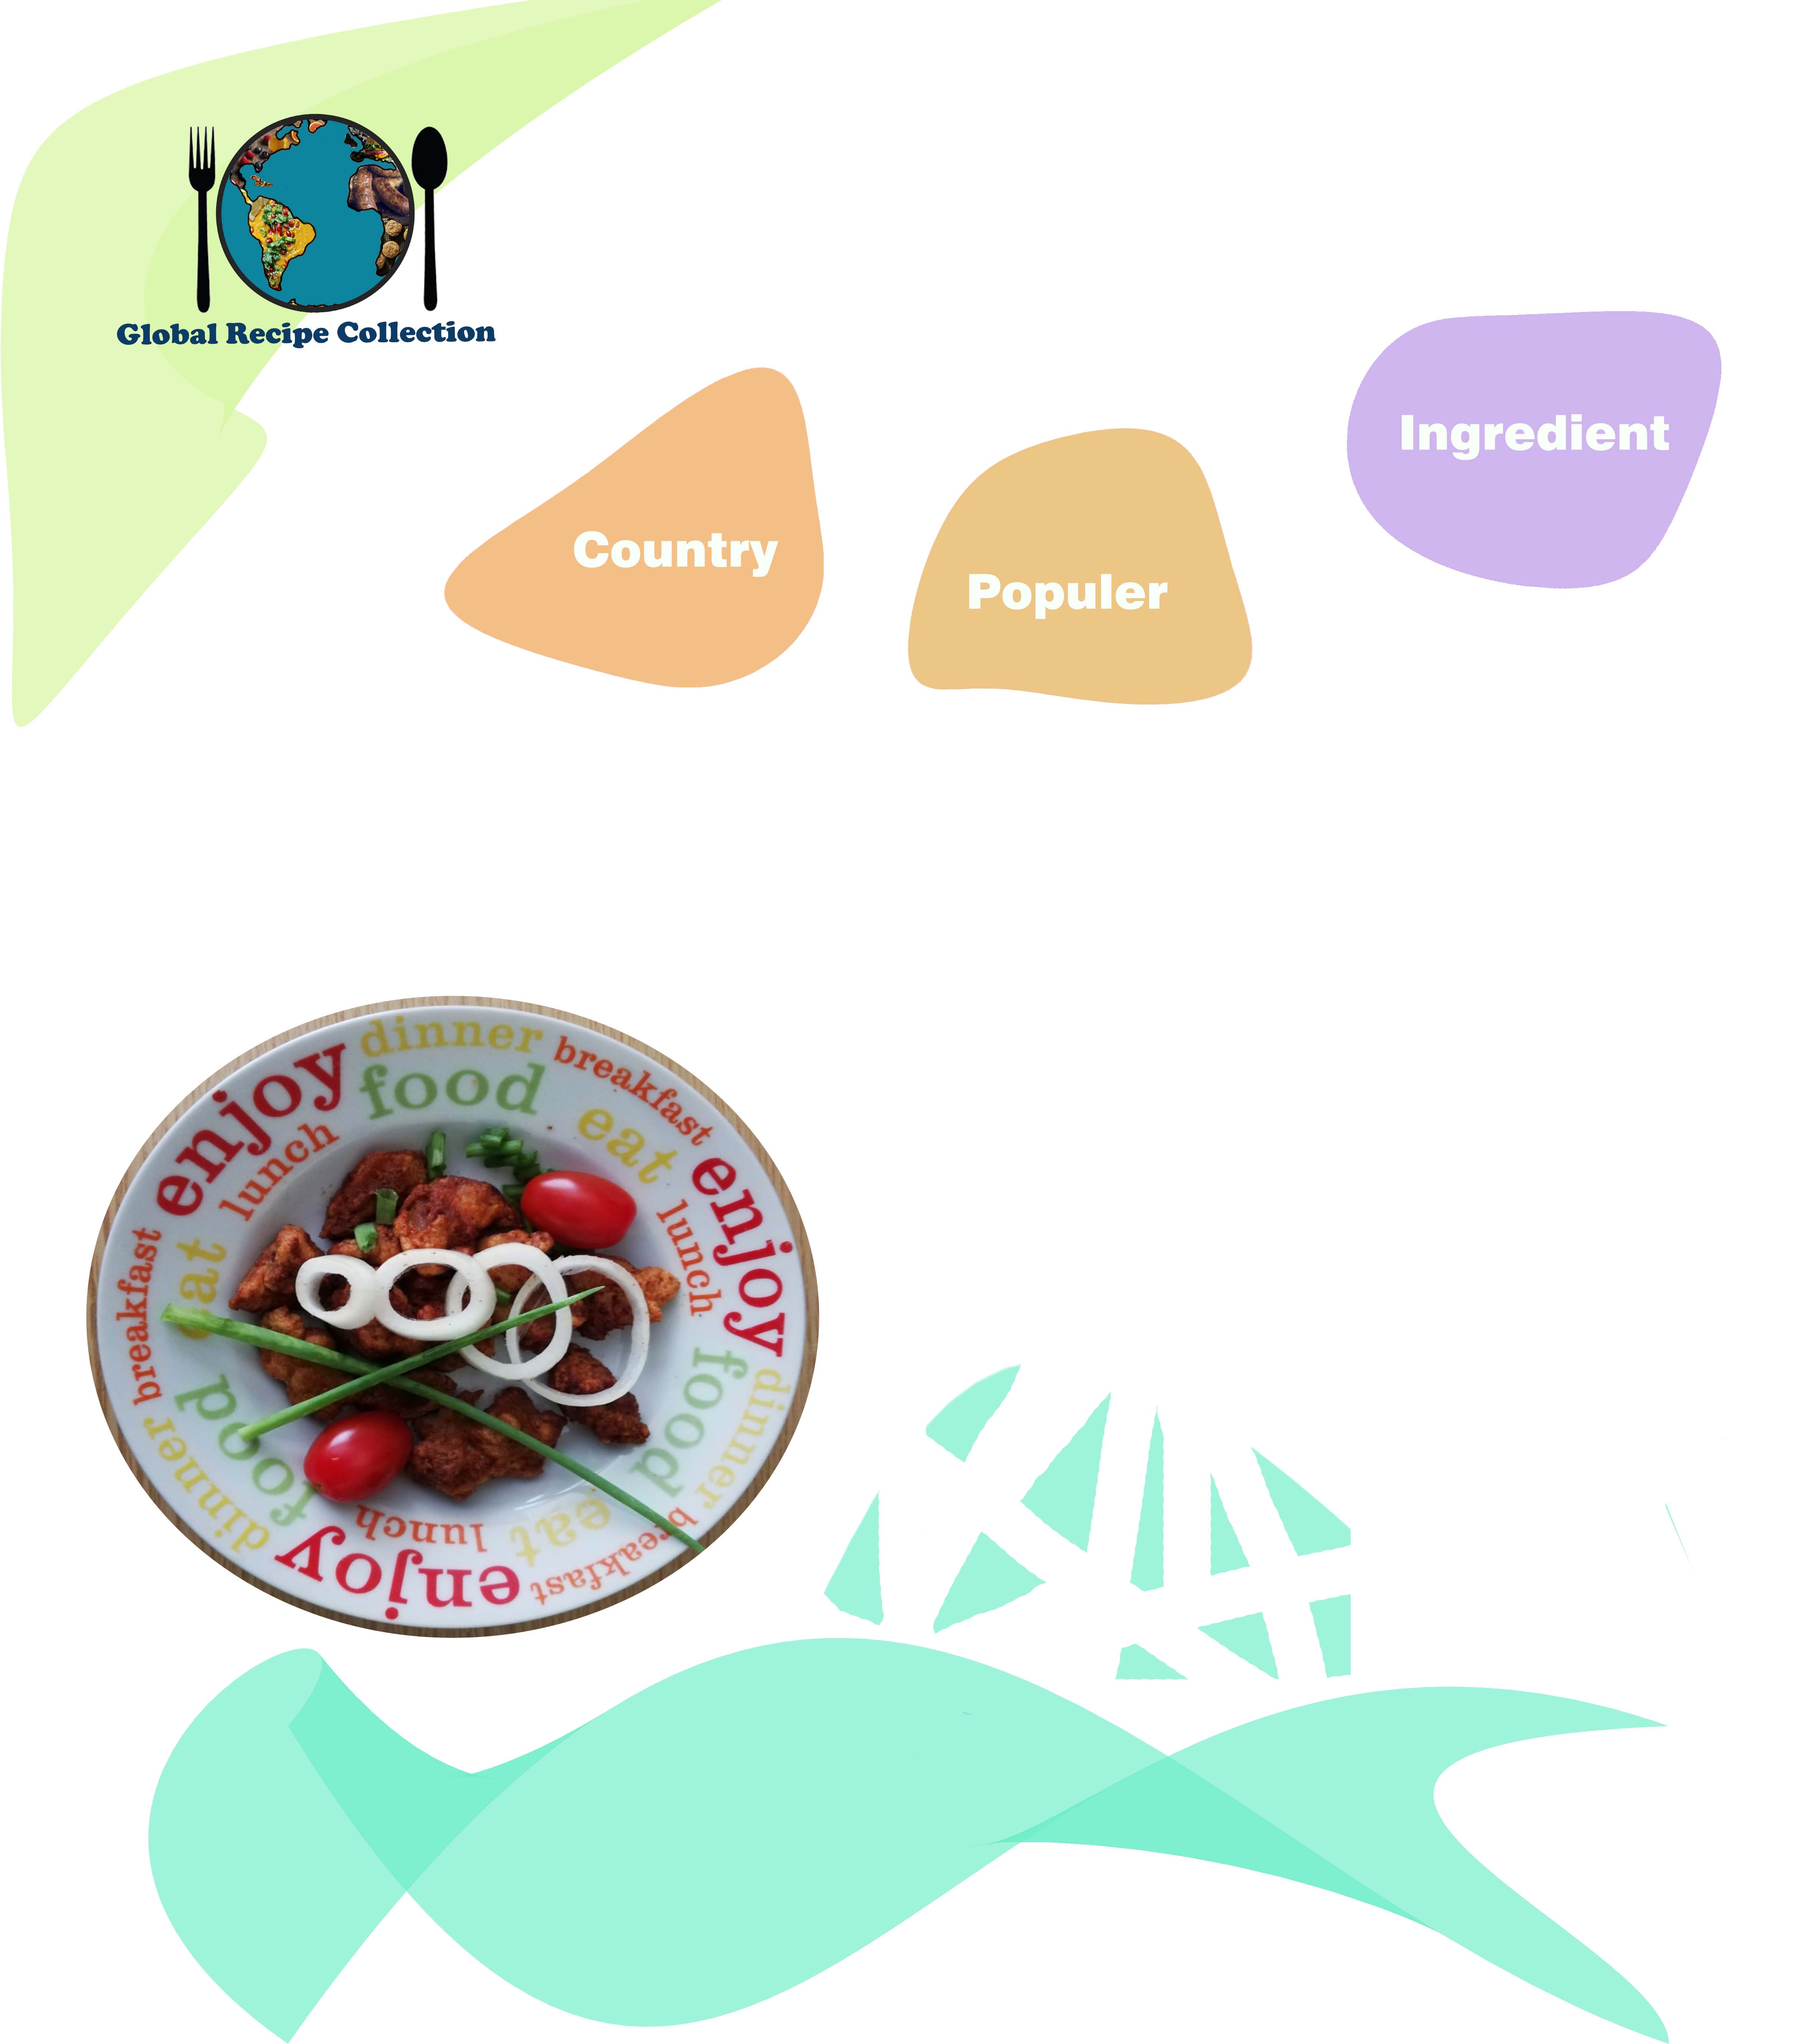 Global Recipe Collection
Country
Populer
Ingredient
dinner
breakfast
enjoy
food
eat
lunch
enjoy
lunch
breakfast
eat
food
dinner
food
dinner
enjoy
lunch
eat
breakfast